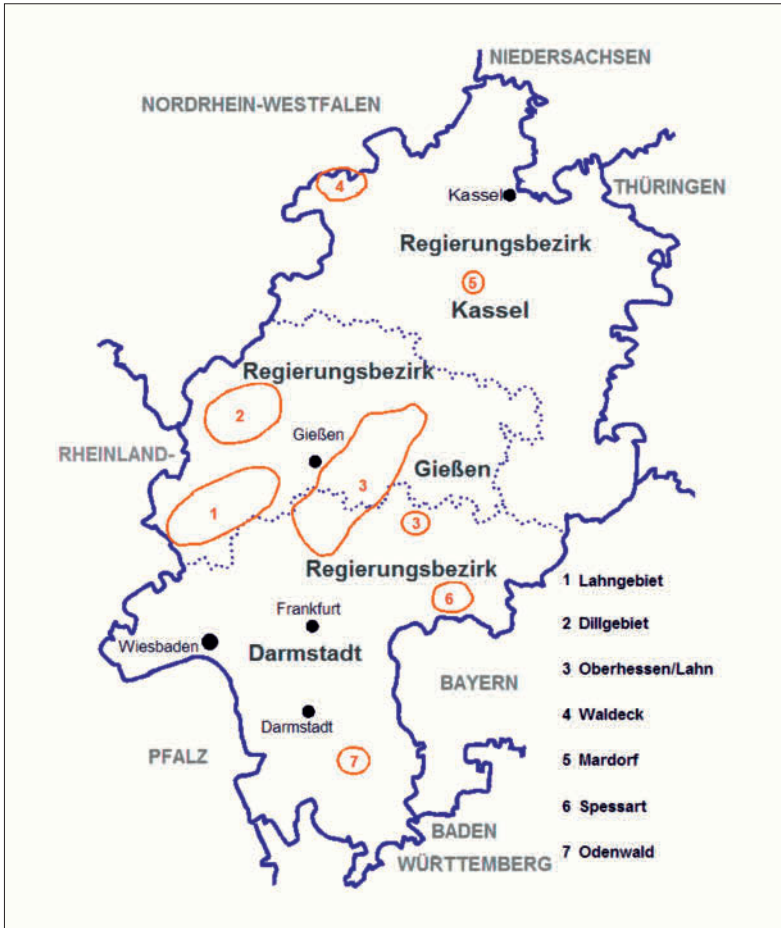 NIEDERSACHSEN
NORDRHEIN-WESTFALEN
4
Kassel
THÜRINGEN
Regierungsbezirk
5
Kassel
Regierungsbezirk
2
Gießen
RHEINLAND-
3
Gießen
1
3
Regierungsbezirk
6
Frankfurt
Wiesbaden
Darmstadt
BAYERN
Darmstadt
PFALZ
7
BADEN
WÜRTTEMBERG
1 Lahngebiet
2 Dillgebiet
3 Oberhessen/Lahn
4 Waldeck
5 Mardorf
6 Spessart
7 Odenwald